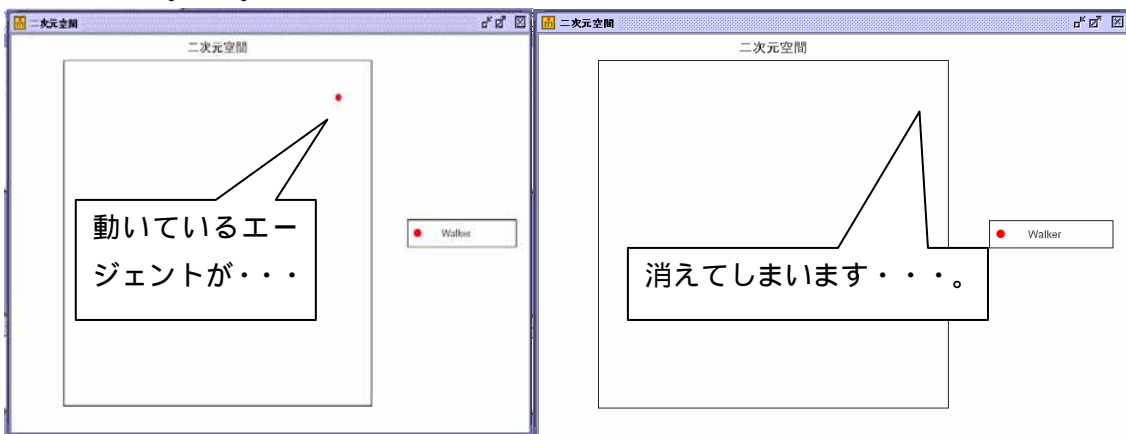 二次元空間
二次元空間
動いているエー
ジェントが・・・
Walker
二次元空間
二次元空間
消えてしまいます・・・。
Walker